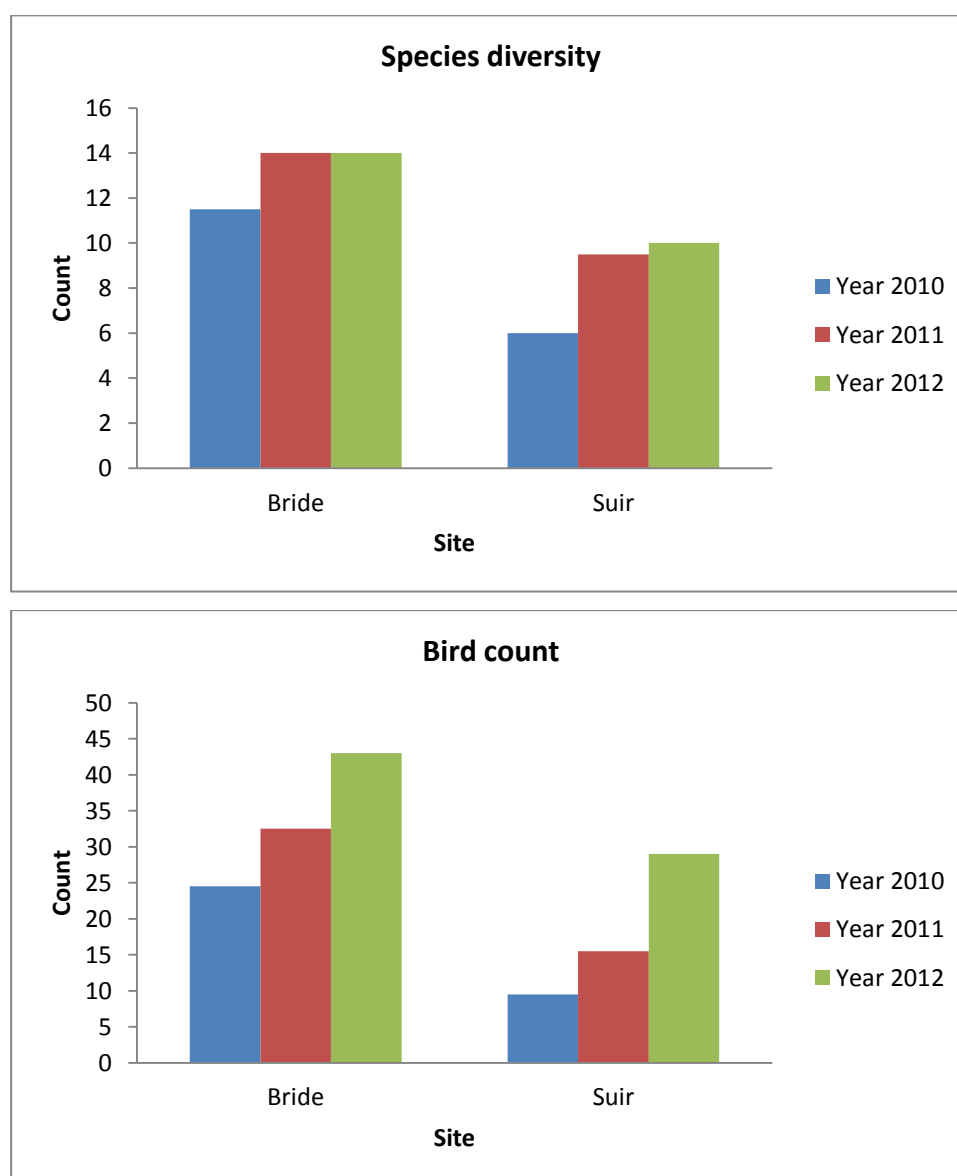 Species diversity
16
14
12
10
8
6
4
2
0
Count
Bride
Suir
Site
Year 2010
Year 2011
Year 2012
Bird count
50
45
40
35
30
25
20
15
10
5
0
Count
Bride
Suir
Site
Year 2010
Year 2011
Year 2012